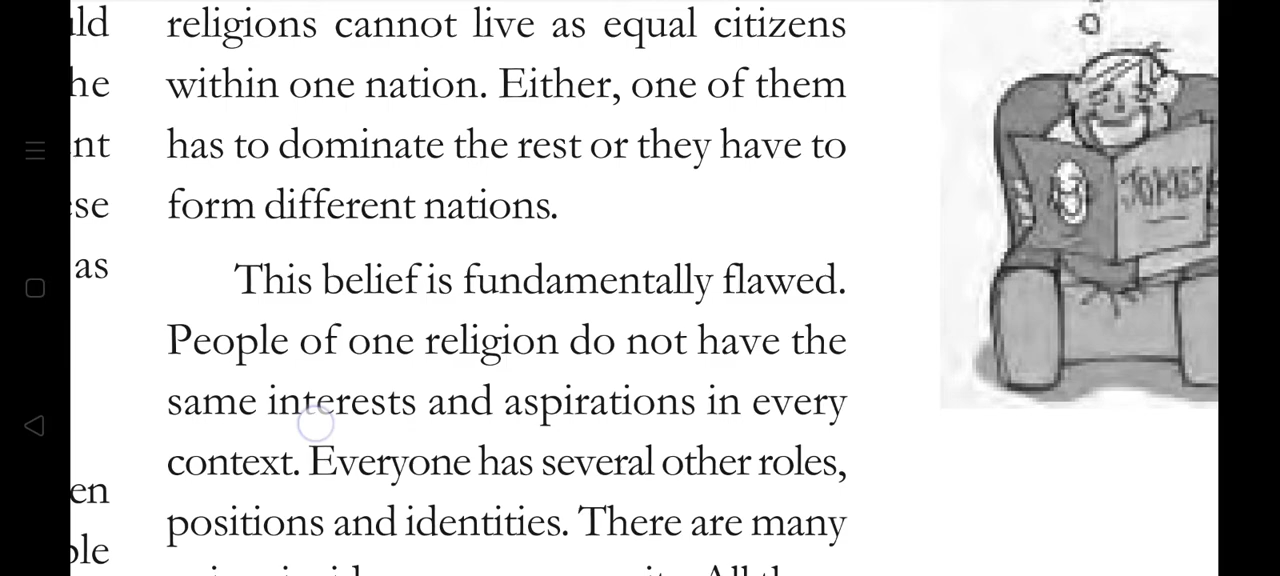 religions cannot live as equal citizens
within one nation. Either, one of them
has to dominate the rest or they have to
form different nations.
This belief is fundamentally flawed.
People of one religion do not have the
same interests and aspirations in every
context. Everyone has several other roles,
positions and identities. There are many
JOKES